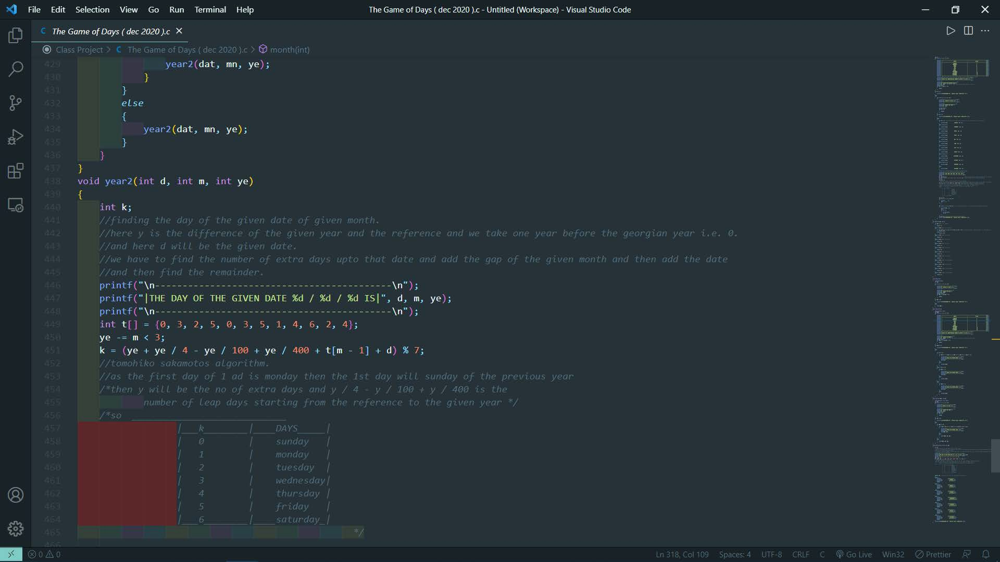 File Edit Selection View Go Run Terminal Help
The Game of Days ( dec 2020 ).c - Untitled (Workspace) - Visual Studio Code
C The Game of Days ( dec 2020 ).c
Class Project > C The Game of Days ( dec 2020 ).c > month(int)
429 year2(dat, mn, ye);
430 }
431 }
432 else
433 {
434 year2(dat, mn, ye);
435 }
436 }
437 }
438 void year2(int d, int m, int ye)
439 {
440 int k;
441 //finding the day of the given date of given month.
442 //here y is the difference of the given year and the reference and we take one year before the georgian year i.e. 0.
443 //and here d will be the given date.
444 //we have to find the number of extra days upto that date and add the gap of the given month and then add the date
445 //and then find the remainder.
446 printf("\n-------------------------------------------\n");
447 printf("|THE DAY OF THE GIVEN DATE %d / %d / %d IS|", d, m, ye);
448 printf("\n-------------------------------------------\n");
449 int t[] = {0, 3, 2, 5, 0, 3, 5, 1, 4, 6, 2, 4};
450 ye -= m < 3;
451 k = (ye + ye / 4 - ye / 100 + ye / 400 + t[m - 1] + d) % 7;
452 //tomohiko sakamotos algorithm.
453 //as the first day of 1 ad is monday then the 1st day will sunday of the previous year
454 /*then y will be the no of extra days and y / 4 - y / 100 + y / 400 is the
455 number of leap days starting from the reference to the given year */
456 /*so ____________________________
457 |___k________|____DAYS_____|
458 | 0 | sunday |
459 | 1 | monday |
460 | 2 | tuesday |
461 | 3 | wednesday|
462 | 4 | thursday |
463 | 5 | friday |
464 |___6________|____saturday_|
465 */
466
0 0 Ln 318, Col 109 Spaces: 4 UTF-8 CRLF C Go Live Win32 Prettier